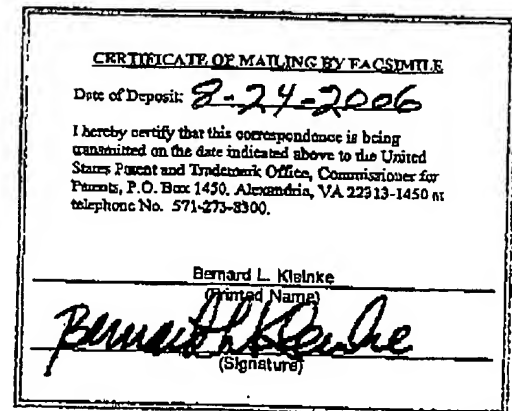 CERTIFICATE OF MAILING BY FACSIMILE
Date of Deposit: 8-24-2006
I hereby certify that this correspondence is being
transmitted on the date indicated above to the United
States Patent and Trademark Office, Commissioner for
Patents, P.O. Box 1450, Alexandria, VA 22313-1450 at
telephone No. 571-273-8300.
Bernard L. Kleinke
(Printed Name)
Bernard L Kleinke
(Signature)